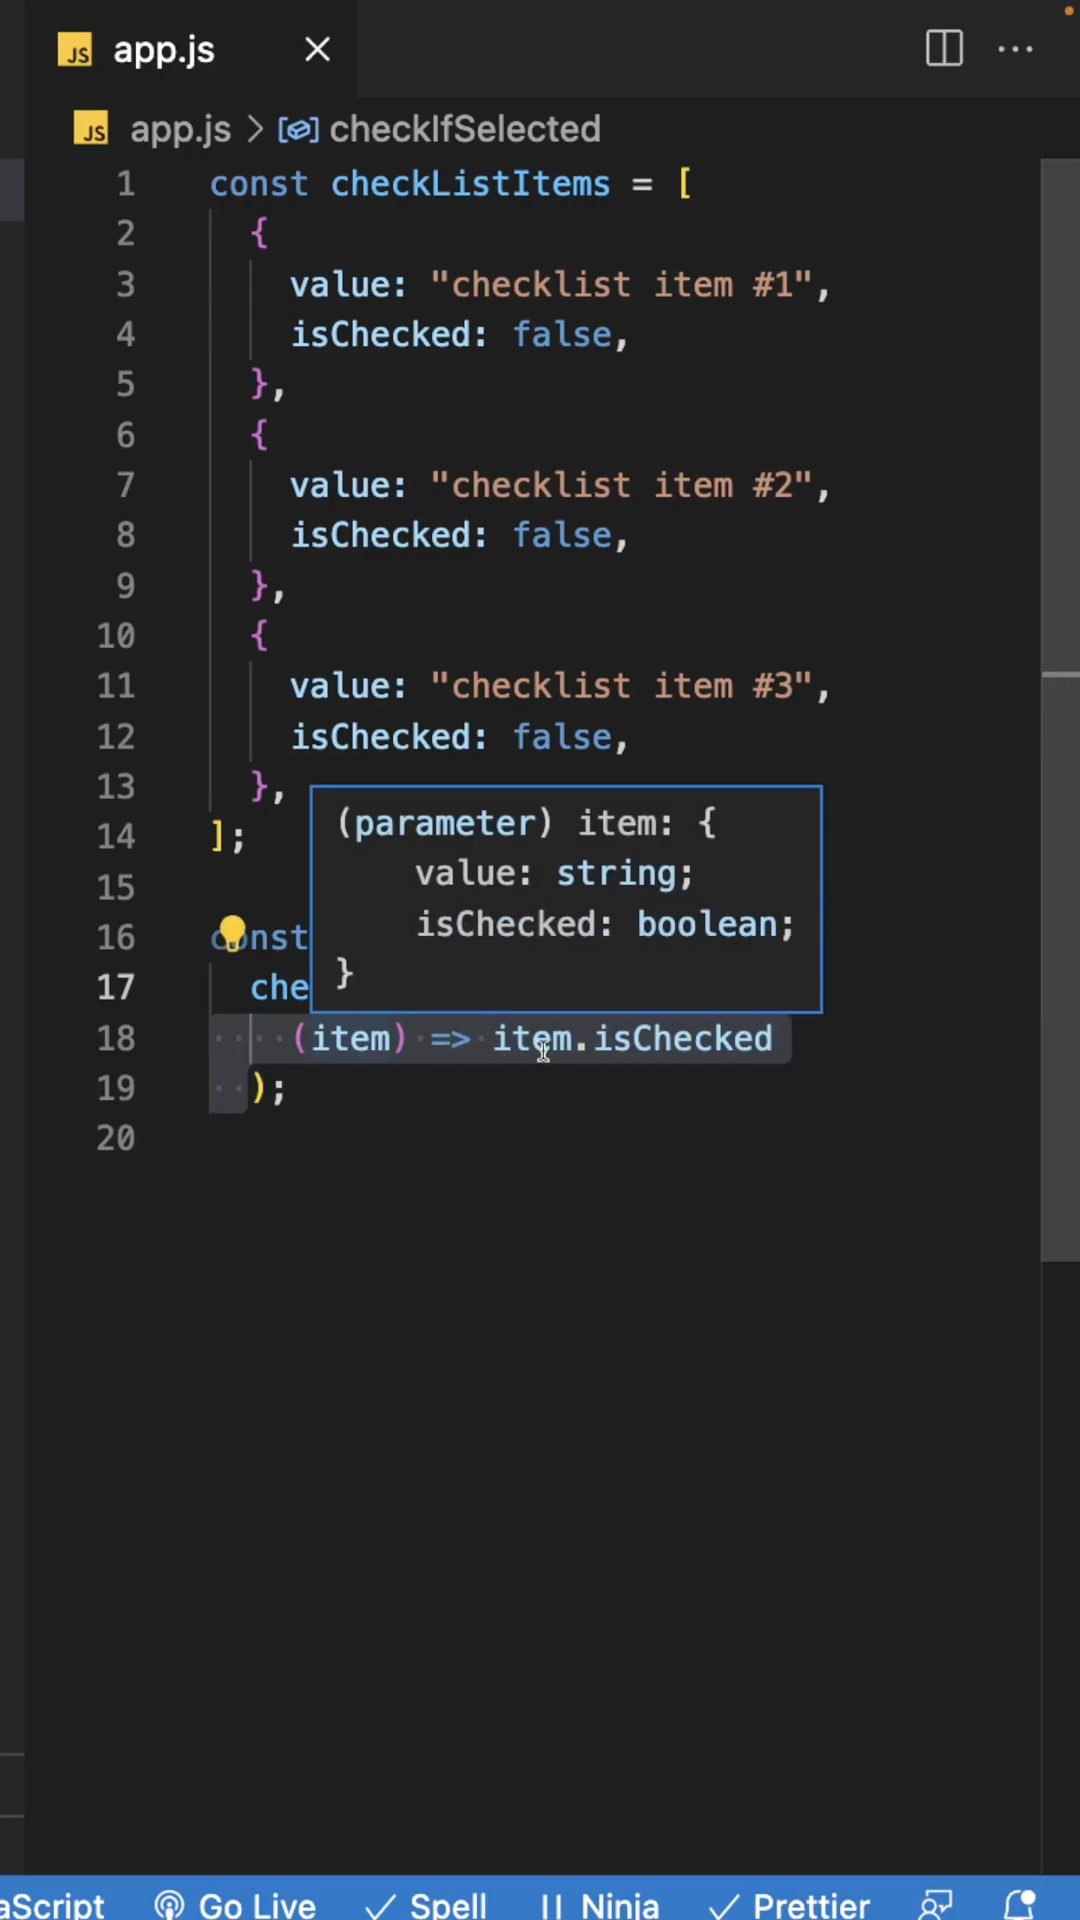 JS app.js
JS app.js > checkIfSelected
1 const checkListItems = [
2 {
3 value: "checklist item #1",
4 isChecked: false,
5 },
6 {
7 value: "checklist item #2",
8 isChecked: false,
9 },
10 {
11 value: "checklist item #3",
12 isChecked: false,
13 },
14 ];
15
16 const
17 che
(parameter) item: {
value: string;
isChecked: boolean;
}
18 (item) => item.isChecked
19 );
20
aScript Go Live Spell Ninja Prettier